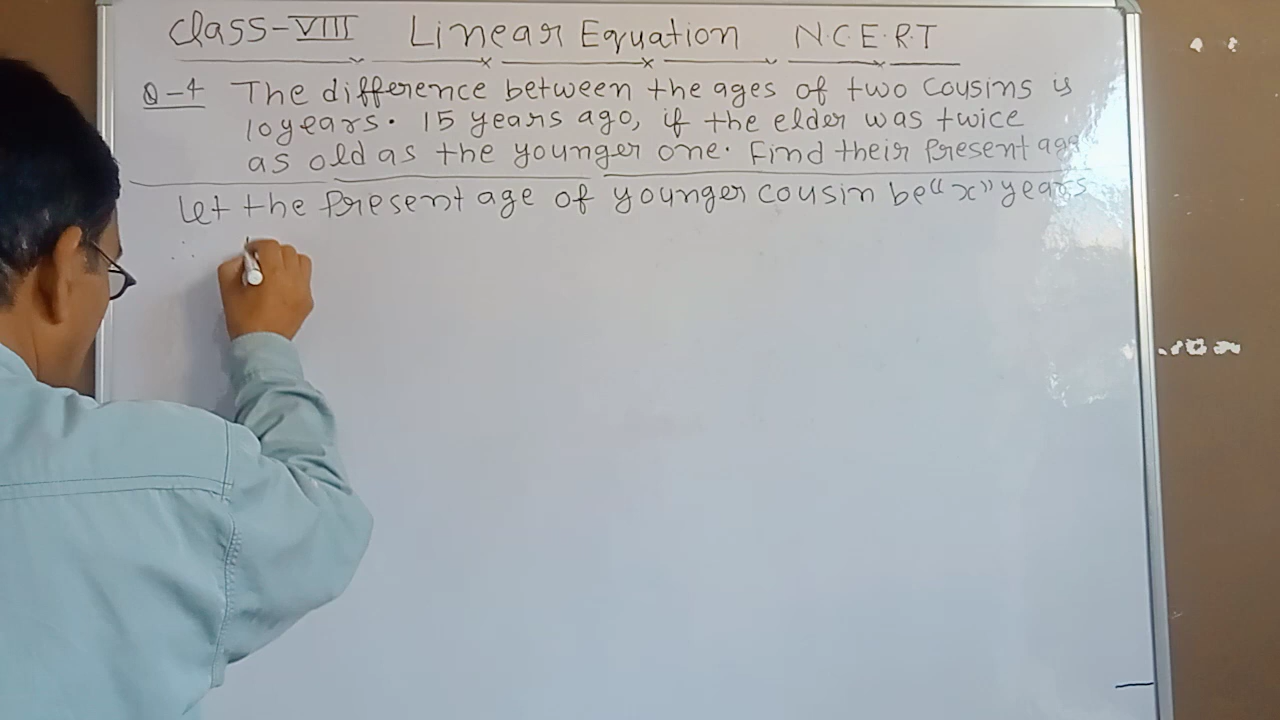 Class-VIII Linear Equation N.C.E.R.T
Q-4 The difference between the ages of two cousins is
10 years. 15 years ago, if the elder was twice
as old as the younger one. Find their Present age
Let the Present age of younger cousin be "x" years